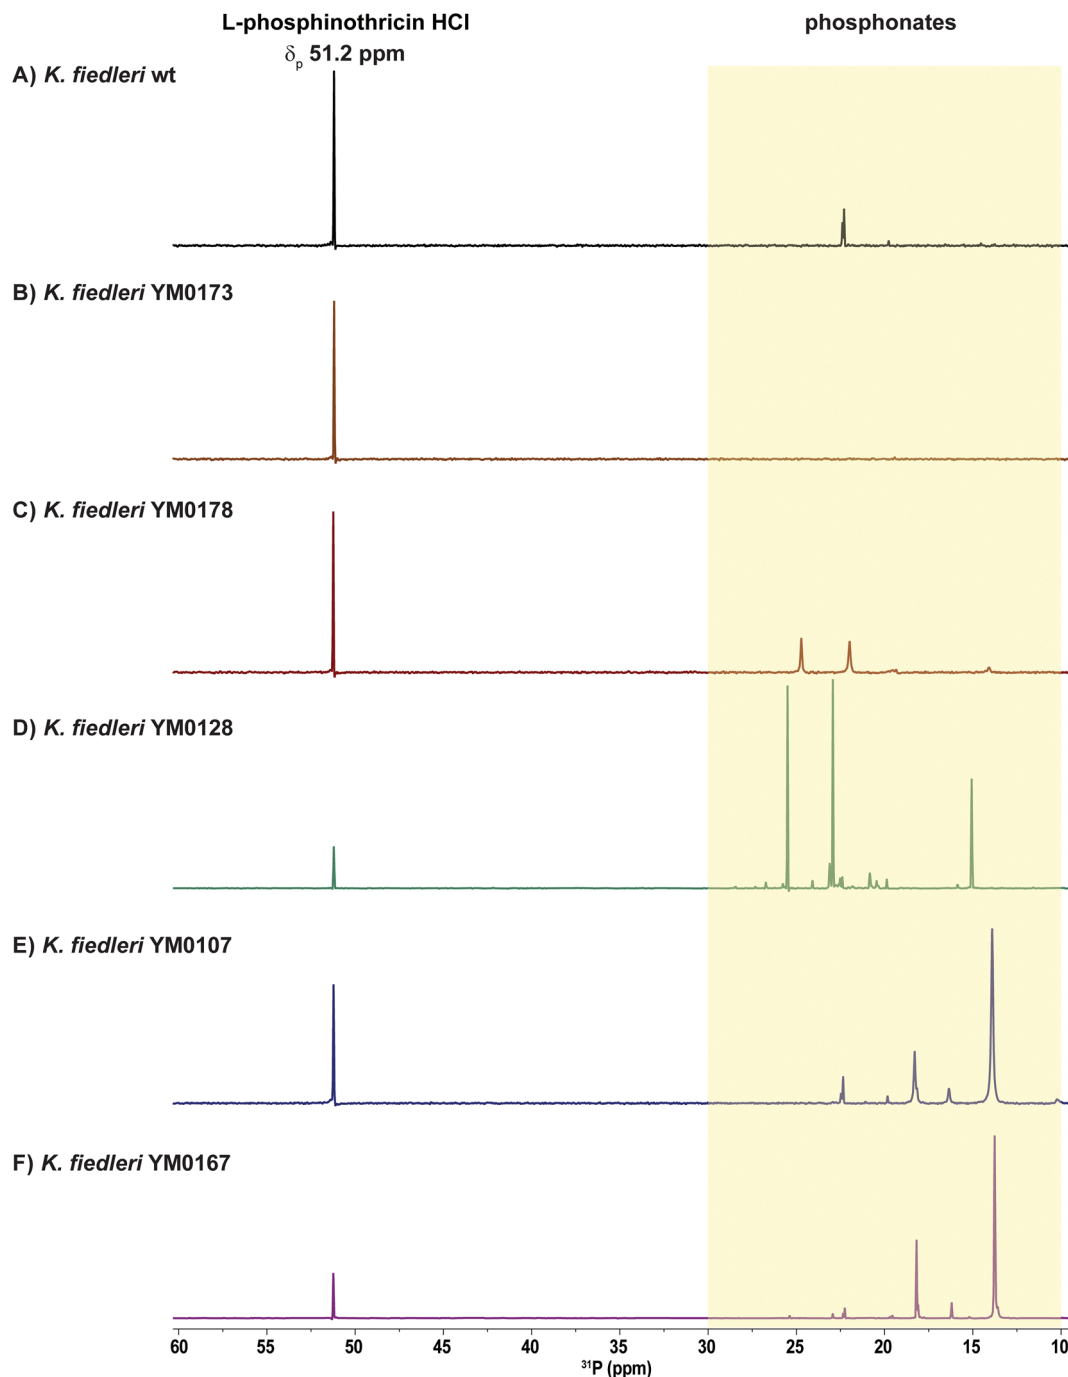 L-phosphinothricin HCl
phosphonates
δp 51.2 ppm
A) K. fiedleri wt
B) K. fiedleri YM0173
C) K. fiedleri YM0178
D) K. fiedleri YM0128
E) K. fiedleri YM0107
F) K. fiedleri YM0167
60 55 50 45 40 35 30 25 20 15 10
31P (ppm)